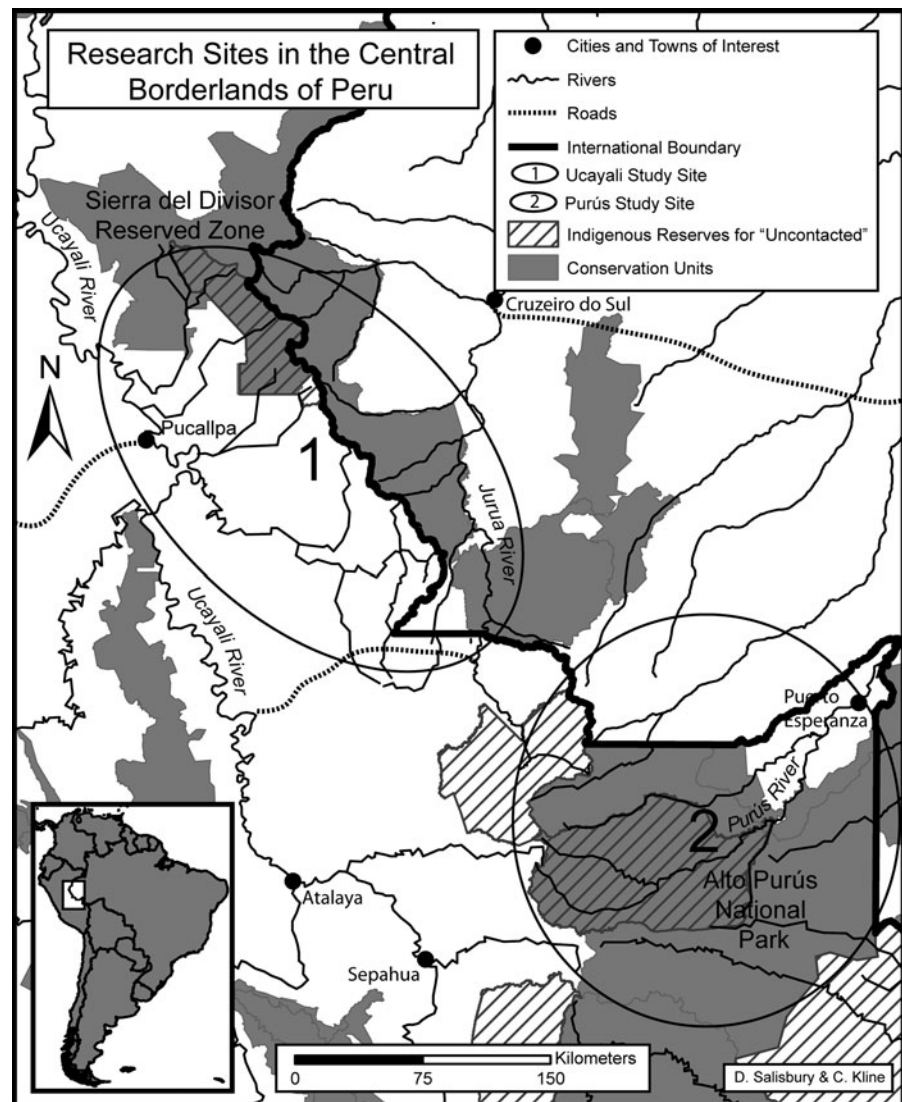 Research Sites in the Central
Borderlands of Peru
Cities and Towns of Interest
Rivers
Roads
International Boundary
1 Ucayali Study Site
2 Purús Study Site
Indigenous Reserves for "Uncontacted"
Conservation Units
Sierra del Divisor
Reserved Zone
Ucayali River
Cruzeiro do Sul
N
Pucallpa
1
Jurua River
Ucayali River
Puerto
Esperanza
Purús River
2
Alto Purús
National
Park
Atalaya
Sepahua
Kilometers
0 75 150
D. Salisbury & C. Kline